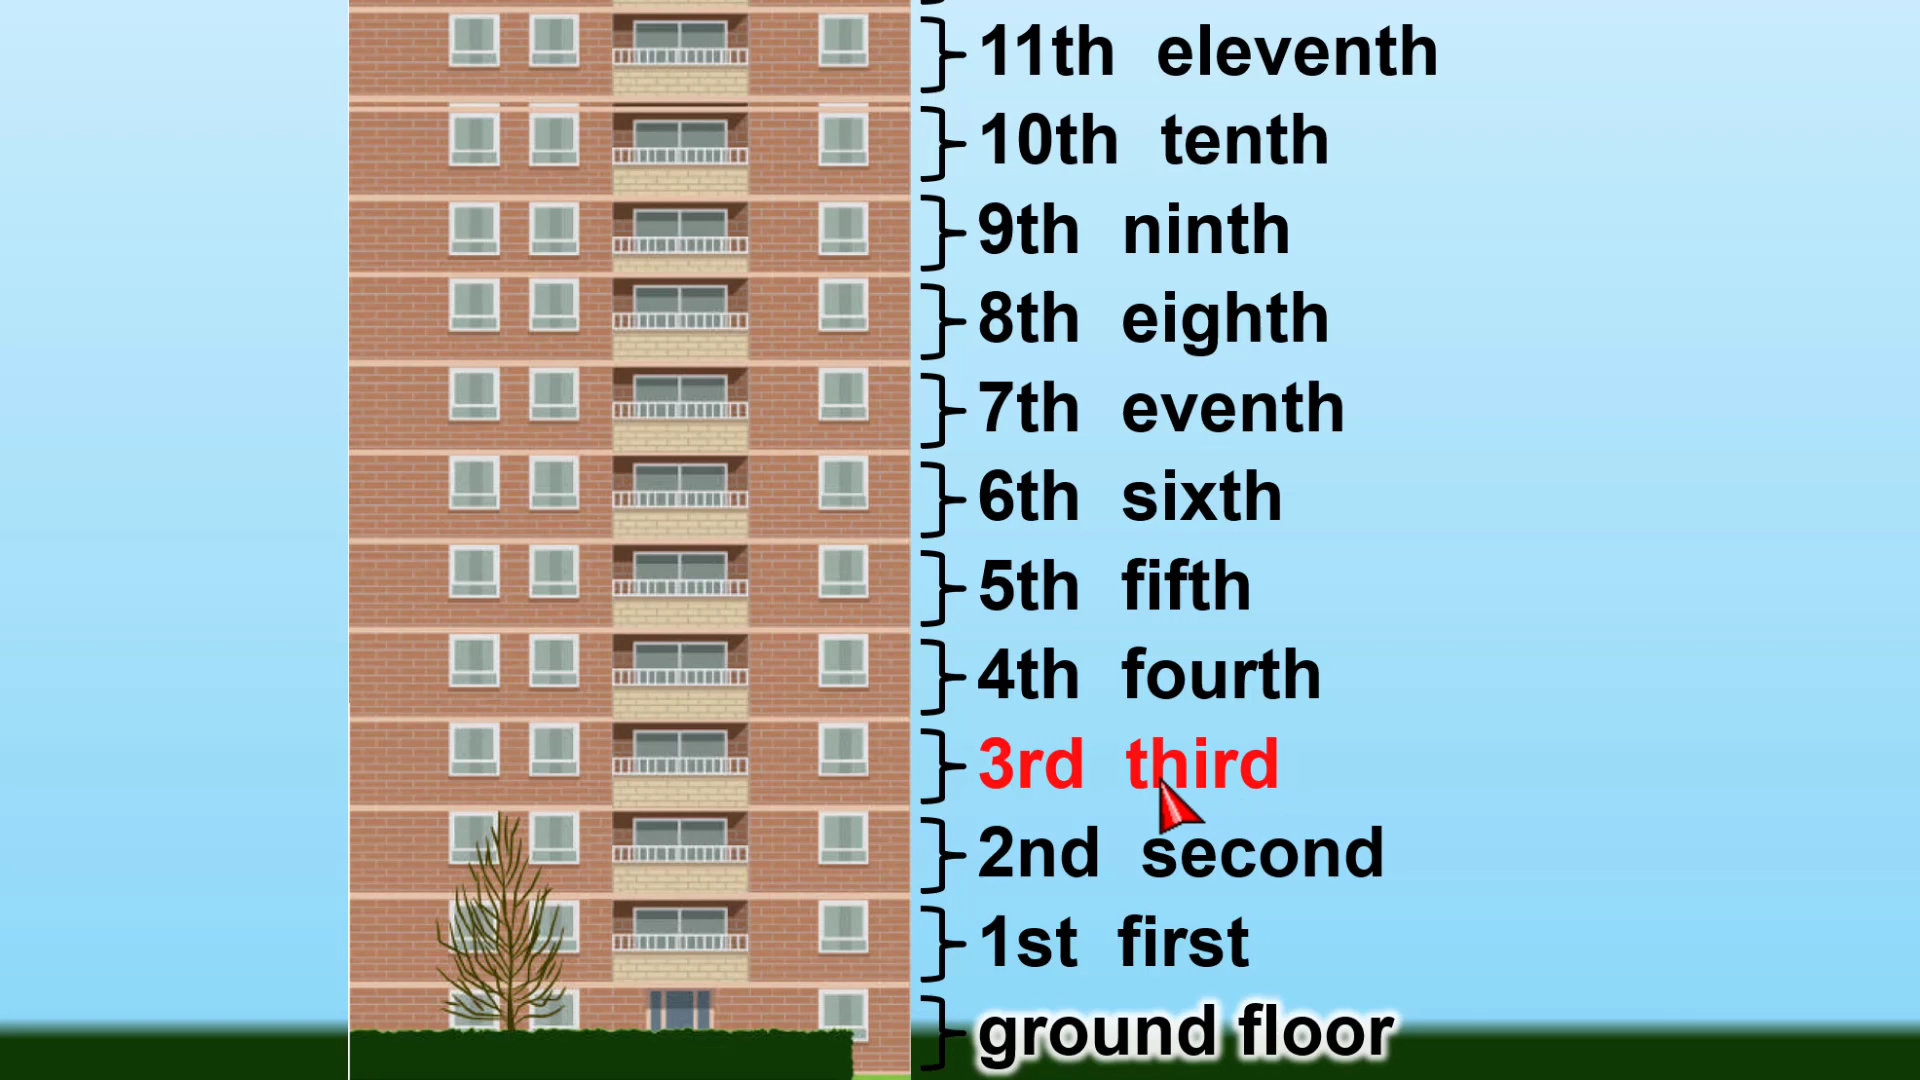 11th eleventh
10th tenth
9th ninth
8th eighth
7th eventh
6th sixth
5th fifth
4th fourth
3rd third
2nd second
1st first
ground floor